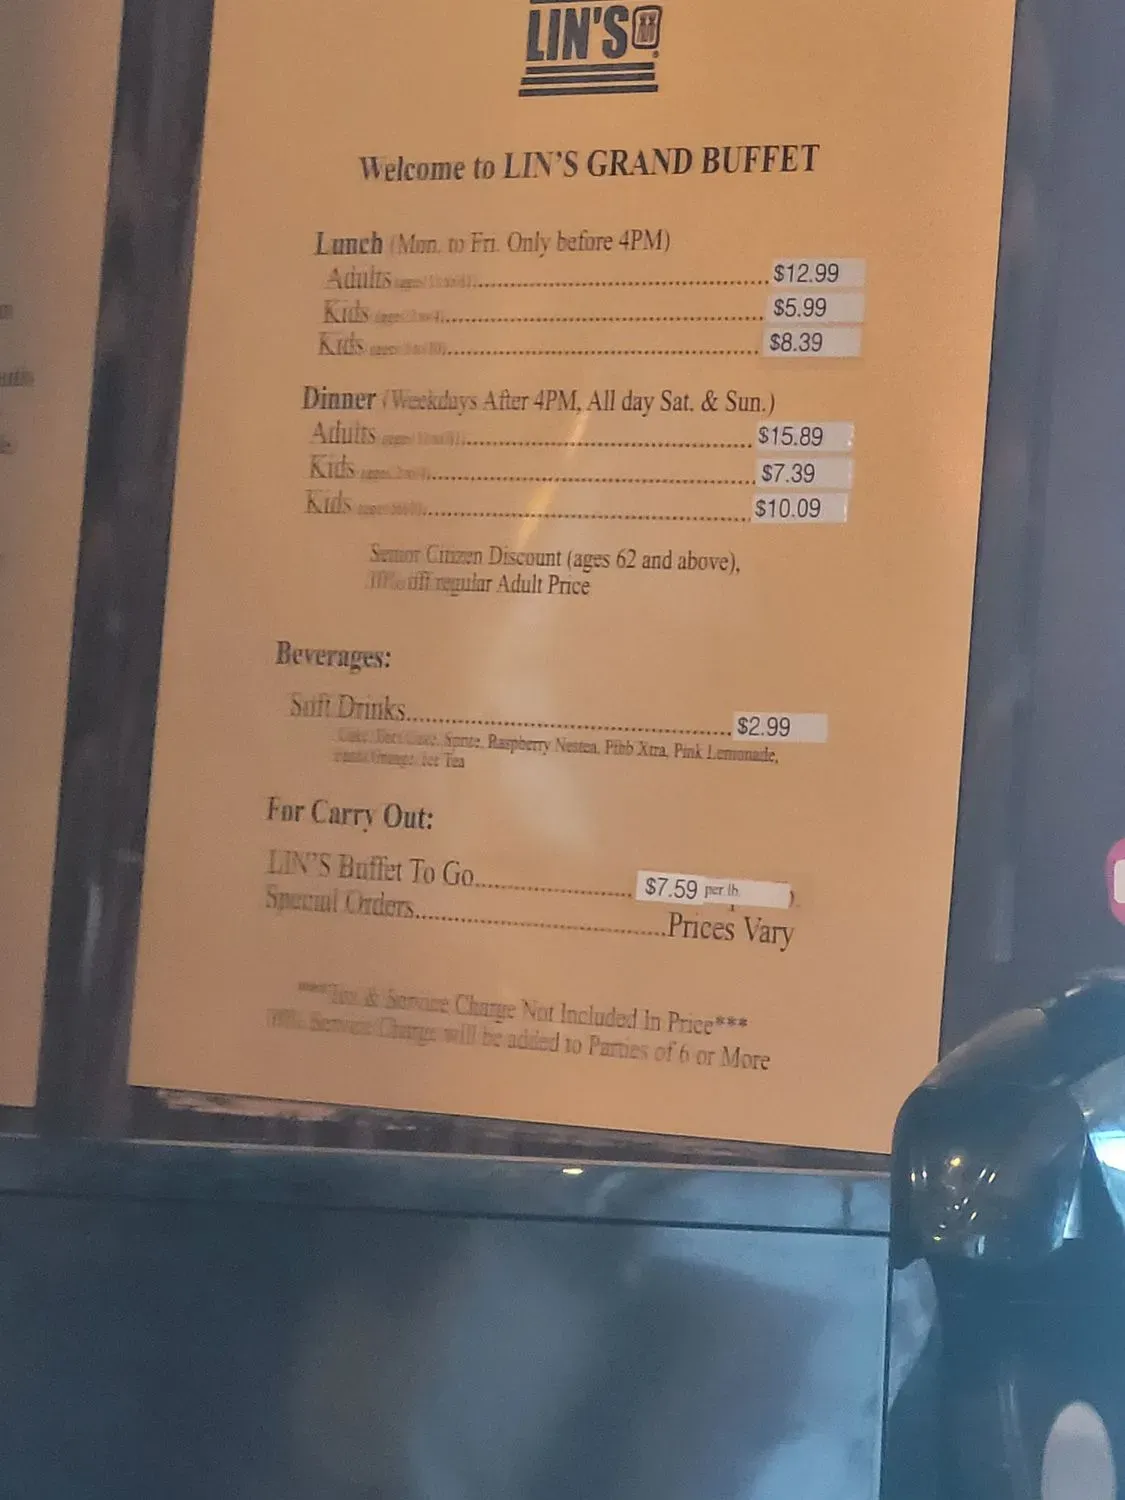 LIN'S
Welcome to LIN'S GRAND BUFFET
Lunch (Mon. to Fri. Only before 4PM)
Adults $12.99
Kids $5.99
Kids $8.39
Dinner (Weekdays After 4PM, All day Sat. & Sun.)
Adults $15.89
Kids $7.39
Kids $10.09
Senior Citizen Discount (ages 62 and above),
10% off regular Adult Price
Beverages:
Soft Drinks $2.99
Sprite, Raspberry Nestea, Pibb Xtra, Pink Lemonade,
Ice Tea
For Carry Out:
LIN'S Buffet To Go $7.59 per lb.
Special Orders Prices Vary
***Tax & Service Charge Not Included In Price***
Service Charge will be added to Parties of 6 or More